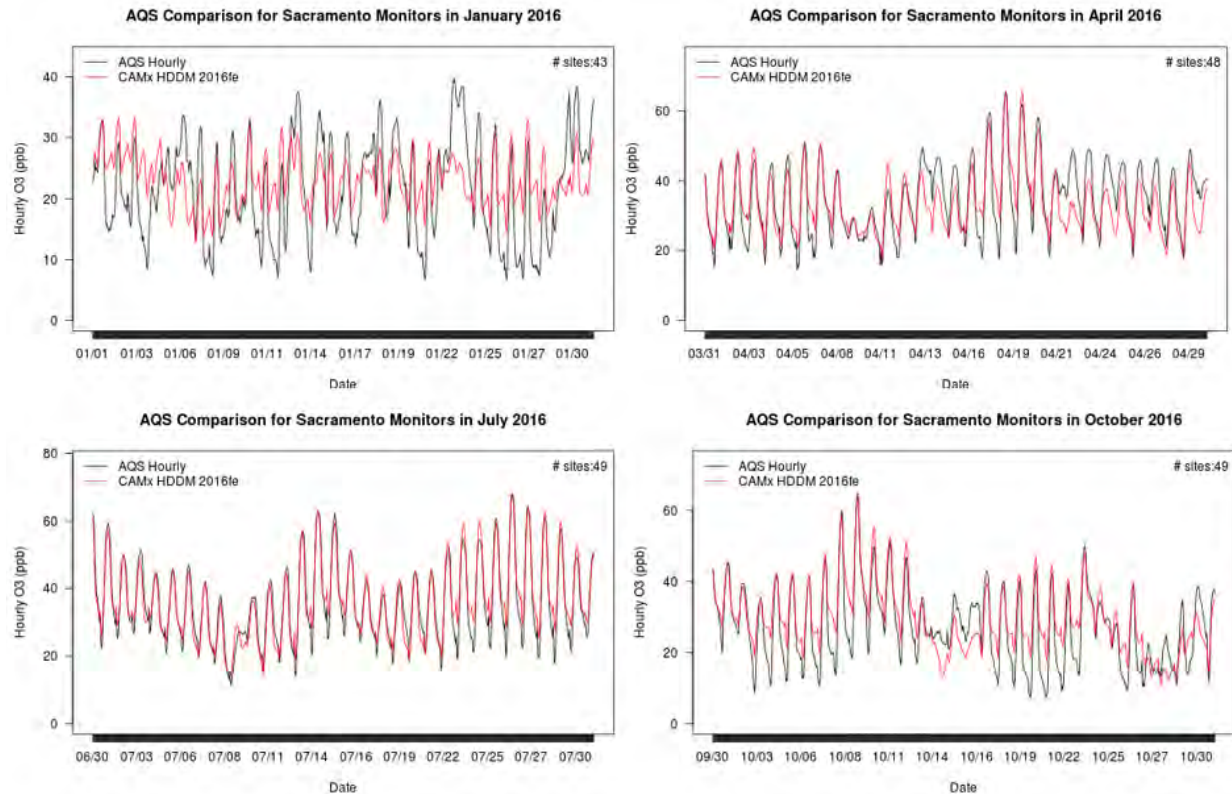 AQS Comparison for Sacramento Monitors in January 2016
AQS Hourly
CAMx HDDM 2016fe
# sites:43
Hourly O3 (ppb)
40
30
20
10
0
01/01 01/03 01/06 01/09 01/11 01/14 01/17 01/19 01/22 01/25 01/27 01/30
Date
AQS Comparison for Sacramento Monitors in April 2016
AQS Hourly
CAMx HDDM 2016fe
# sites:48
Hourly O3 (ppb)
60
40
20
0
03/31 04/03 04/05 04/08 04/11 04/13 04/16 04/19 04/21 04/24 04/26 04/29
Date
AQS Comparison for Sacramento Monitors in July 2016
AQS Hourly
CAMx HDDM 2016fe
# sites:49
Hourly O3 (ppb)
80
60
40
20
0
06/30 07/03 07/06 07/08 07/11 07/14 07/16 07/19 07/22 07/25 07/27 07/30
Date
AQS Comparison for Sacramento Monitors in October 2016
AQS Hourly
CAMx HDDM 2016fe
# sites:49
Hourly O3 (ppb)
60
40
20
0
09/30 10/03 10/06 10/09 10/11 10/14 10/17 10/19 10/22 10/25 10/27 10/30
Date